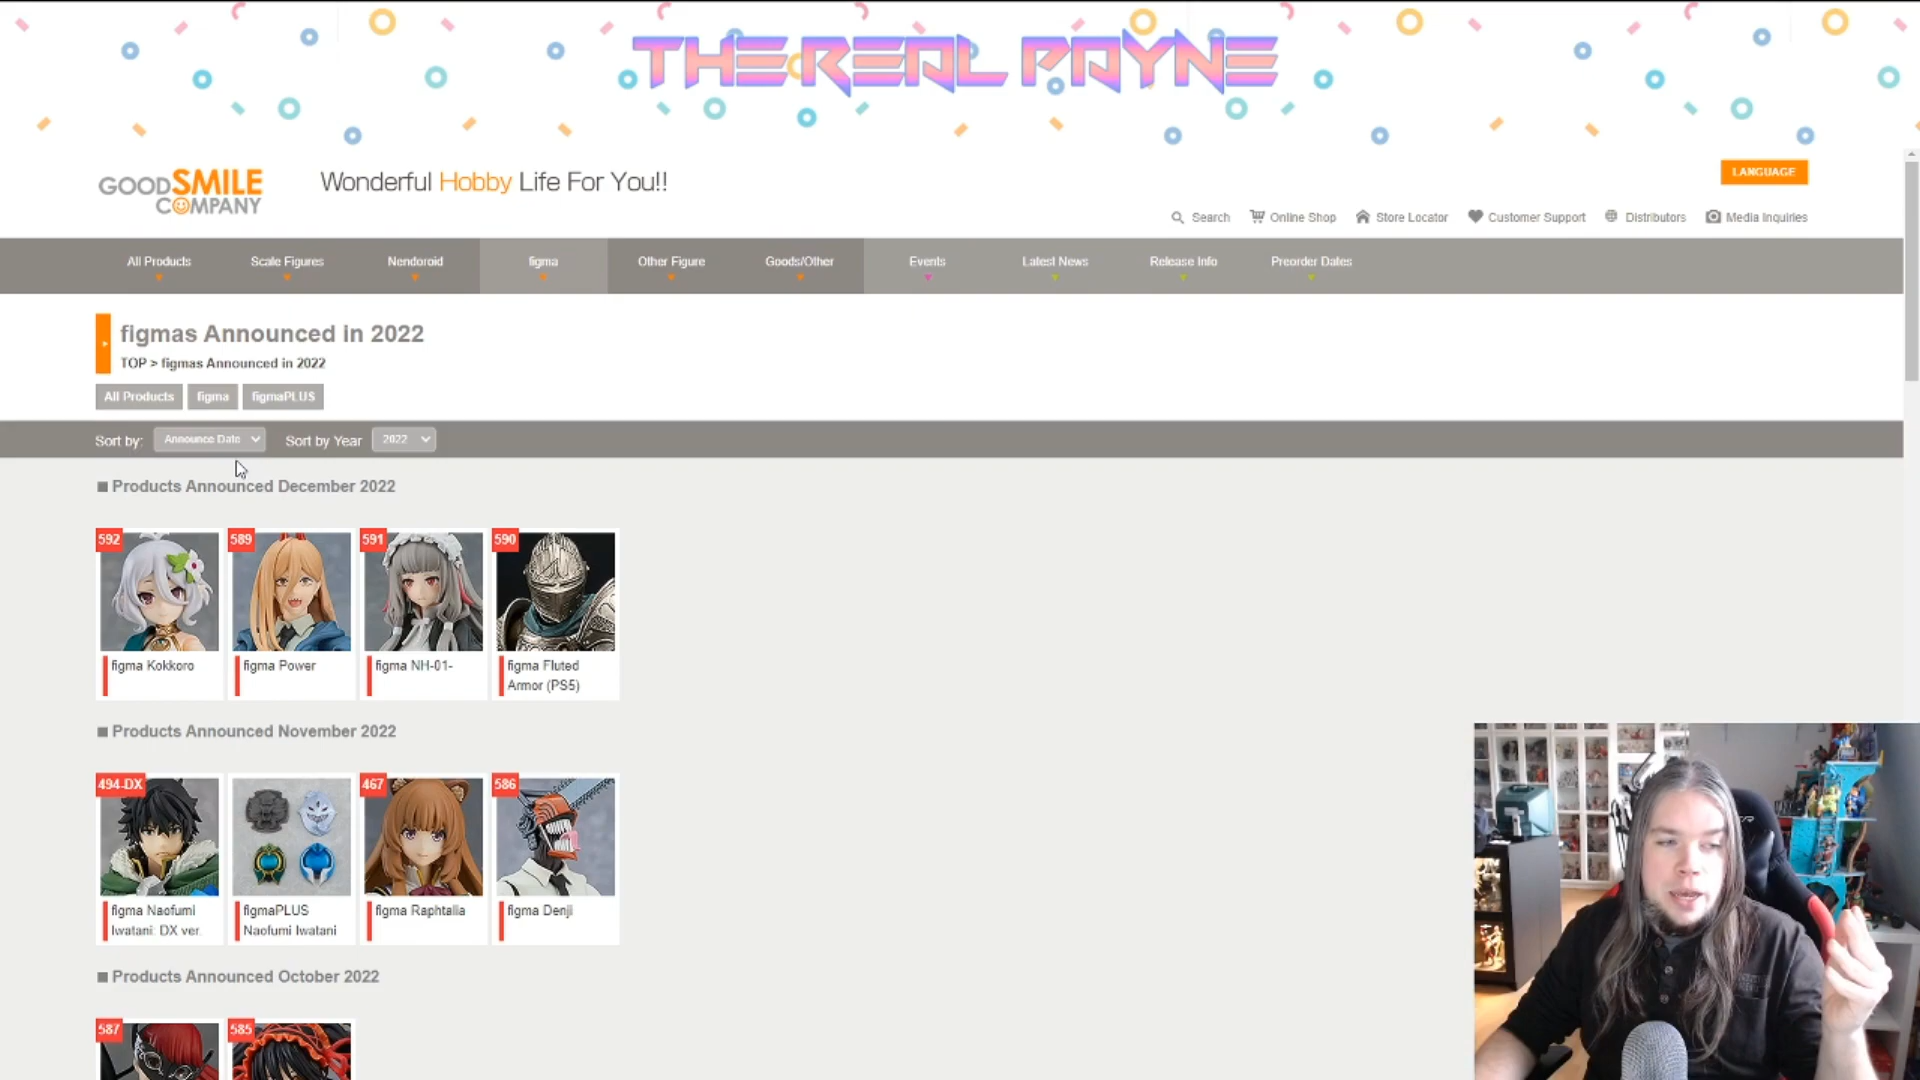 THE REAL PAYNE
GOOD SMILE
COMPANY
Wonderful Hobby Life For You!!
LANGUAGE
Search
Online Shop
Store Locator
Customer Support
Distributors
Media Inquiries
All Products
Scale Figures
Nendoroid
figma
Other Figure
Goods/Other
Events
Latest News
Release Info
Preorder Dates
figmas Announced in 2022
TOP > figmas Announced in 2022
All Products
figma
figmaPLUS
Sort by:
Announce Date
Sort by Year
2022
Products Announced December 2022
592
589
591
590
figma Kokkoro
figma Power
figma NH-01-
figma Fluted
Armor (PS5)
Products Announced November 2022
494-DX
467
586
figma Naofumi
Iwatani: DX ver.
figmaPLUS
Naofumi Iwatani
figma Raphtalia
figma Denji
Products Announced October 2022
587
585